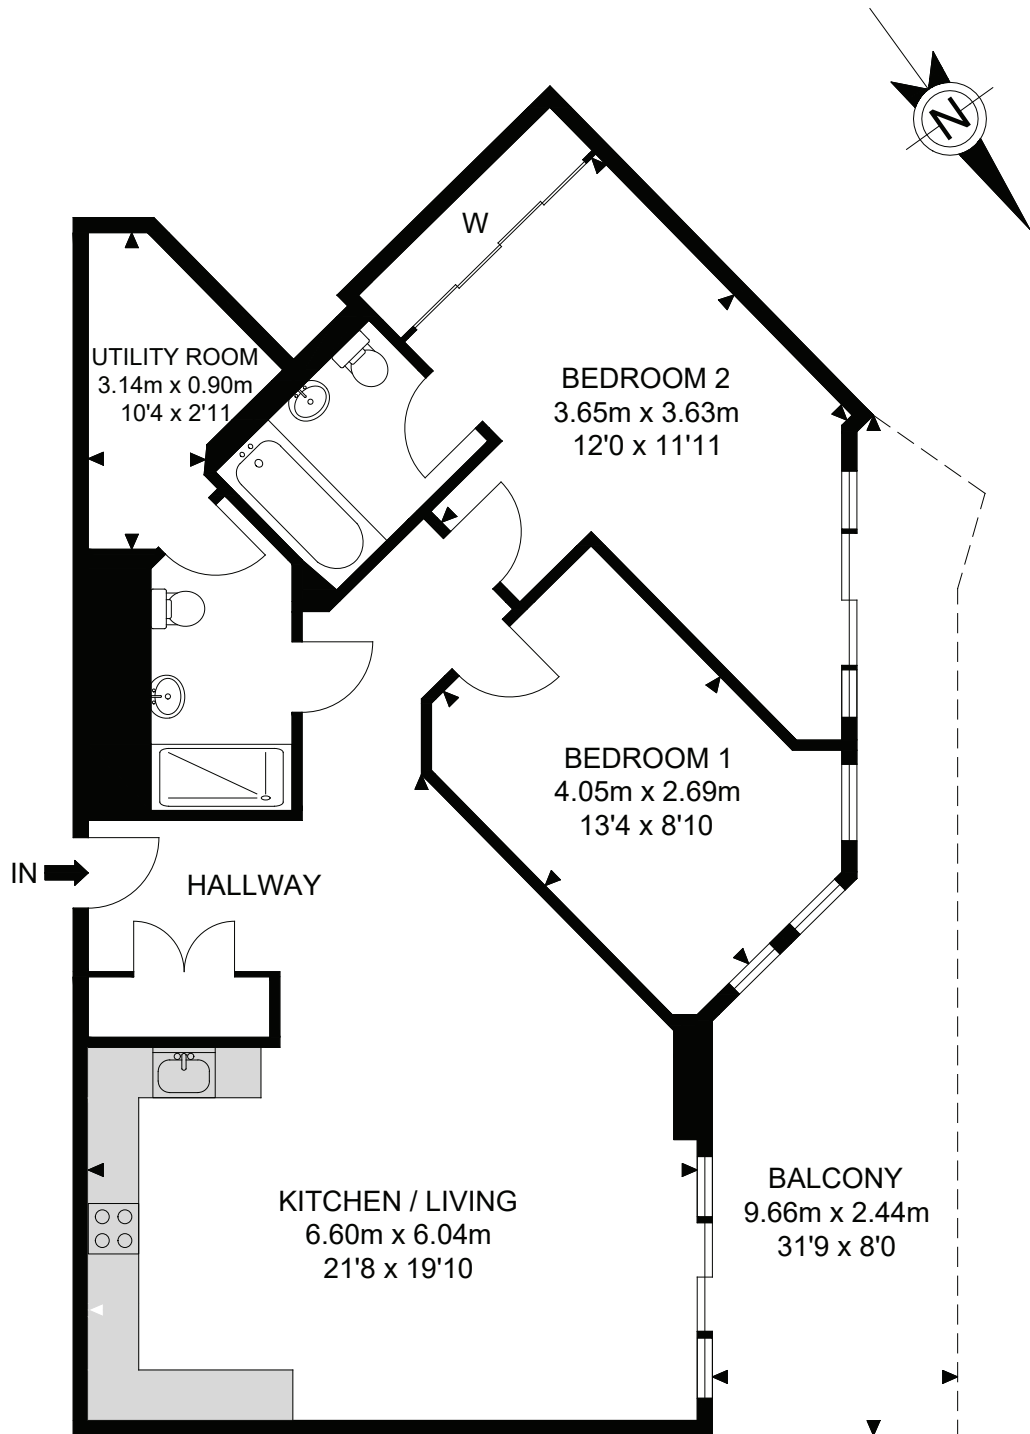 N
W
UTILITY ROOM
3.14m x 0.90m
10'4 x 2'11
BEDROOM 2
3.65m x 3.63m
12'0 x 11'11
BEDROOM 1
4.05m x 2.69m
13'4 x 8'10
IN
HALLWAY
KITCHEN / LIVING
6.60m x 6.04m
21'8 x 19'10
BALCONY
9.66m x 2.44m
31'9 x 8'0